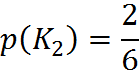 p(K₂) = 2/6